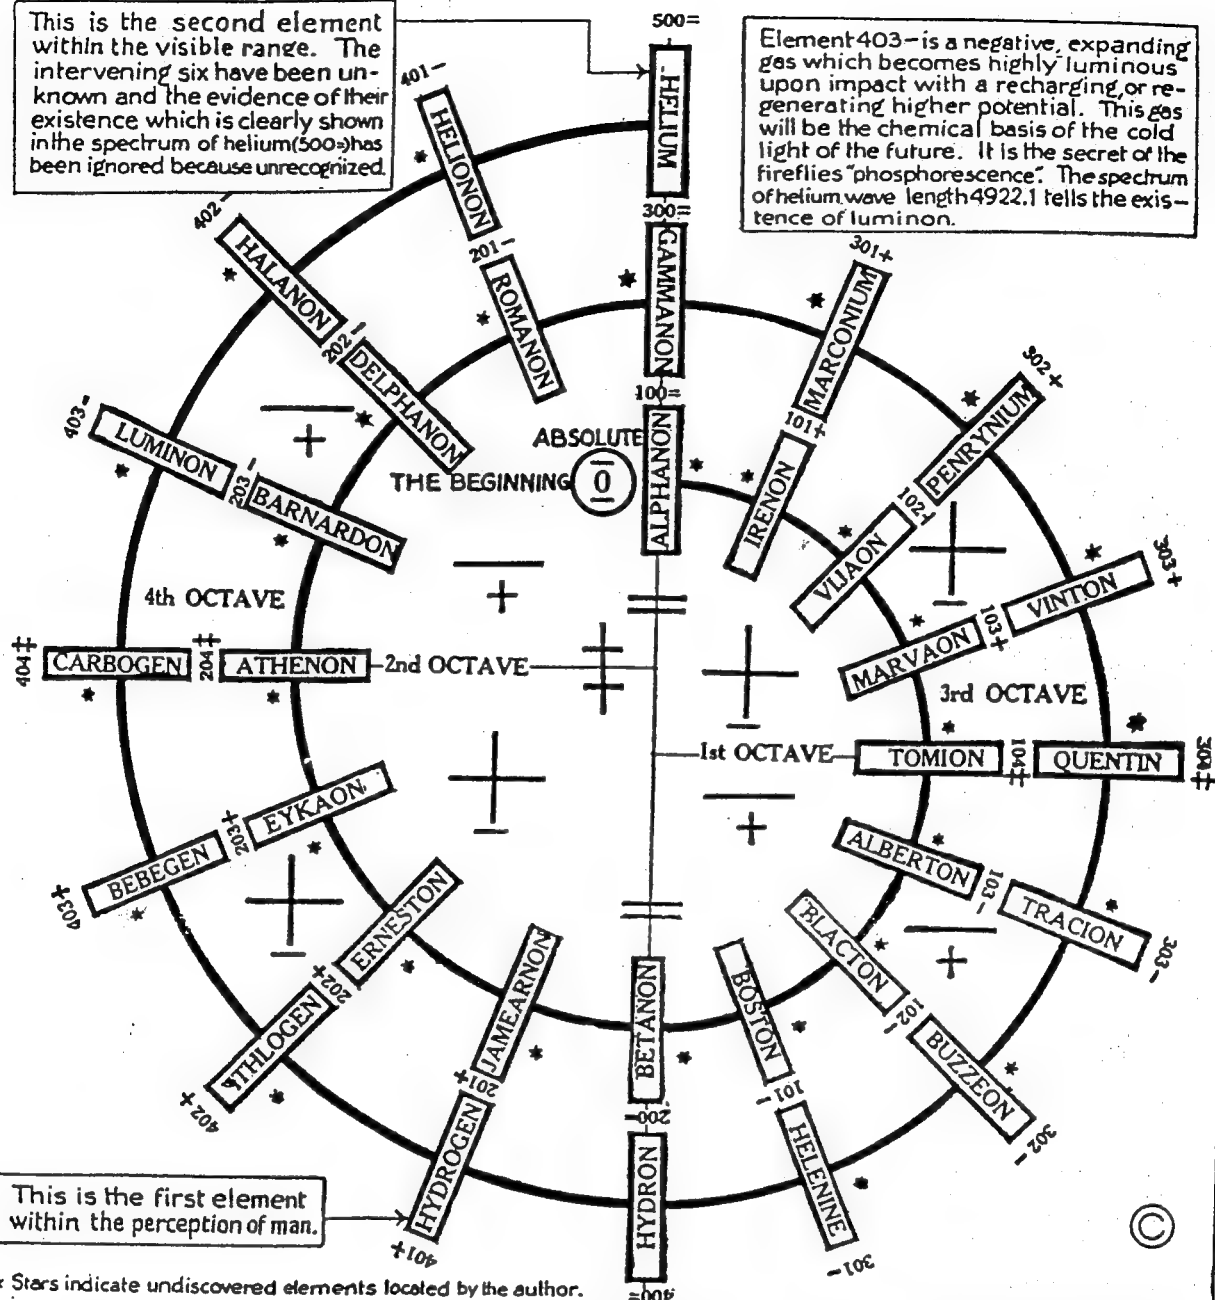 This is the second element
within the visible range. The
intervening six have been un-
known and the evidence of their
existence which is clearly shown
in the spectrum of helium(500=)has
been ignored because unrecognized.
Element 403- is a negative, expanding
gas which becomes highly luminous
upon impact with a recharging, or re-
generating higher potential. This gas
will be the chemical basis of the cold
light of the future. It is the secret of the
fireflies "phosphorescence". The spectrum
of helium wave length 4922.1 tells the exis-
tence of luminon.
500=
HELIUM
401-
HELIONON
402-
HALANON
403-
LUMINON
404‡
CARBOGEN
403+
BEBEGEN
402+
ATHLOGEN
401+
HYDROGEN
400=
HYDRON
300=
GAMMANON
301+
MARCONIUM
302+
PENRYNIUM
303+
VINTON
304‡
QUENTIN
303-
TRACION
302-
BUZZEON
301-
HELENINE
201-
ROMANON
202-
DELPHANON
203-
BARNARDON
204‡
ATHENON
203+
EYKAON
202+
ERNESTON
201+
JAMEARNON
200=
BETANON
100=
ALPHANON
101+
IRENON
102+
VIJAON
103+
MARVAON
104‡
TOMION
103-
ALBERTON
102-
BLACTON
101-
BOSTON
ABSOLUTE
THE BEGINNING
0
4th OCTAVE
2nd OCTAVE
3rd OCTAVE
1st OCTAVE
This is the first element
within the perception of man.
©
* Stars indicate undiscovered elements located by the author.